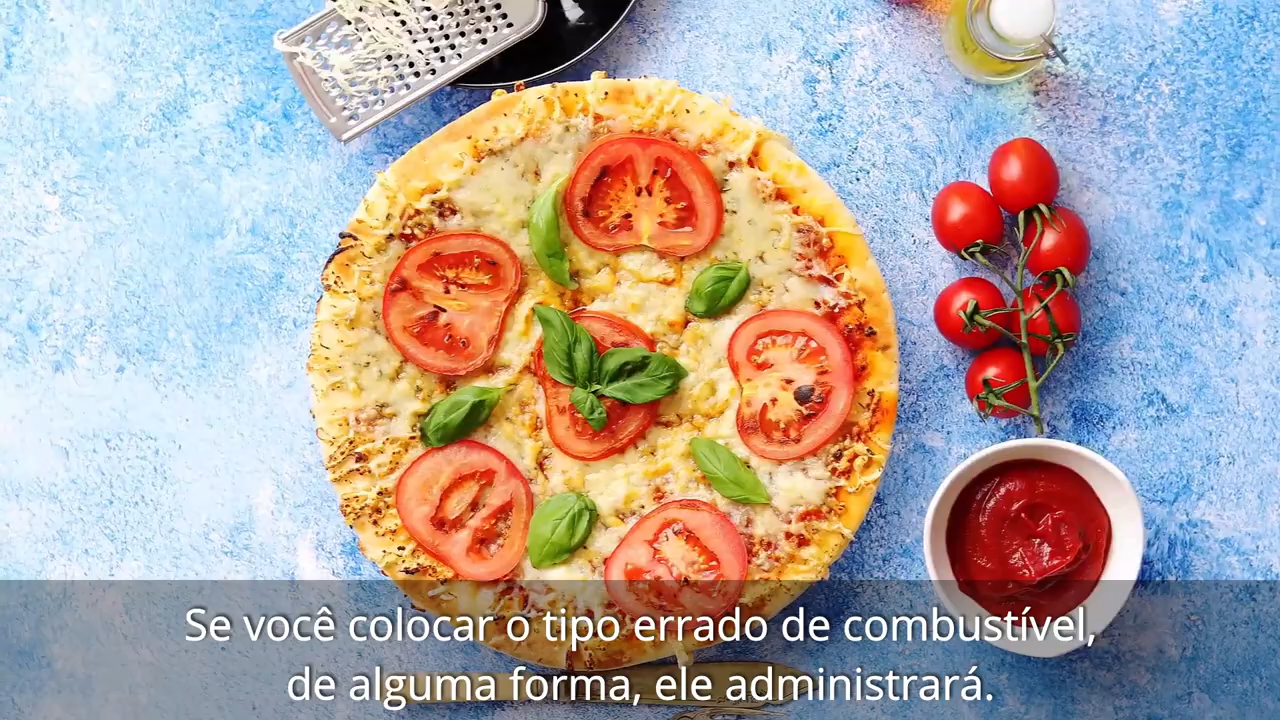 Se você colocar o tipo errado de combustível,
de alguma forma, ele administrará.